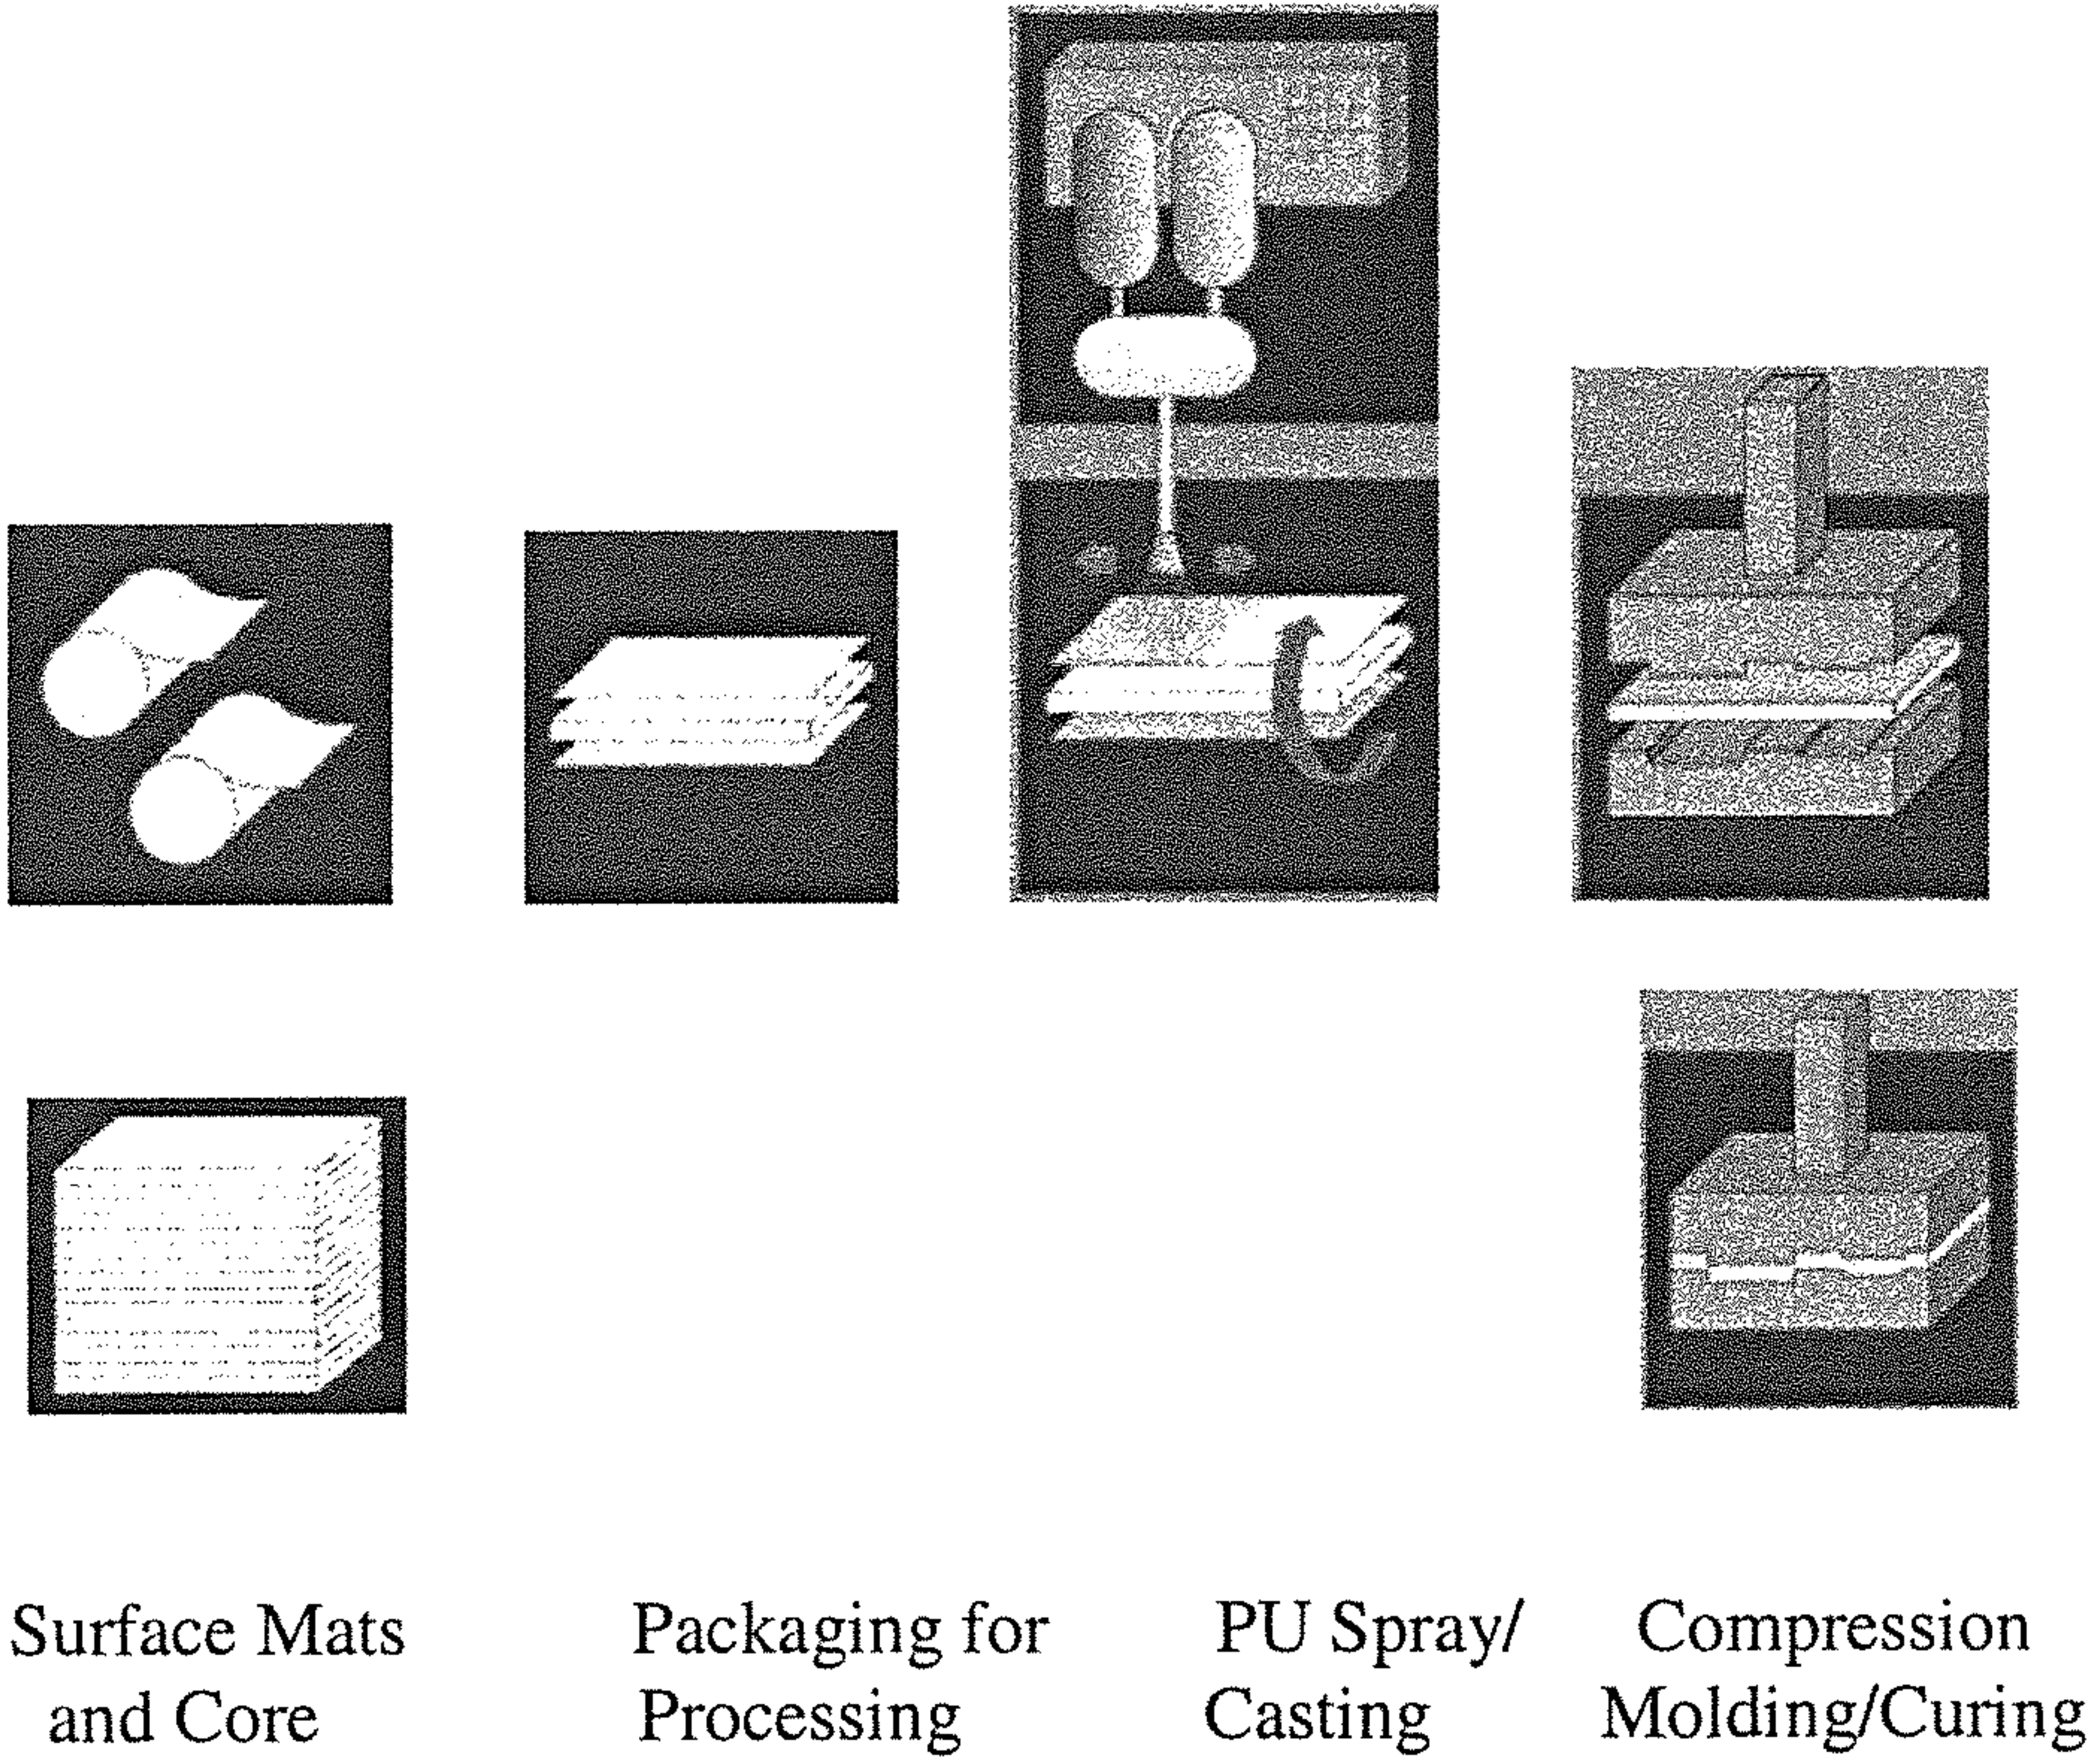 Surface Mats
and Core
Packaging for
Processing
PU Spray/
Casting
Compression
Molding/Curing